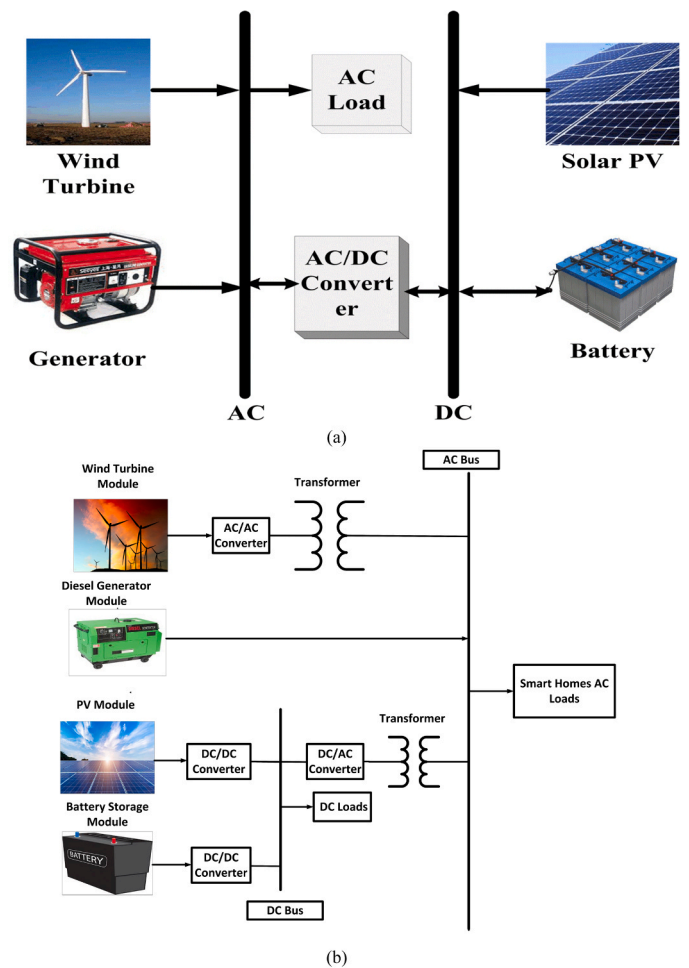 AC
Load
Wind
Turbine
Solar PV
AC/DC
Convert
er
Generator
Battery
AC
DC
(a)
AC Bus
Wind Turbine
Module
Transformer
AC/AC
Converter
Diesel Generator
Module
Smart Homes AC
Loads
PV Module
Transformer
DC/DC
Converter
DC/AC
Converter
Battery Storage
Module
DC Loads
BATTERY
DC/DC
Converter
DC Bus
(b)